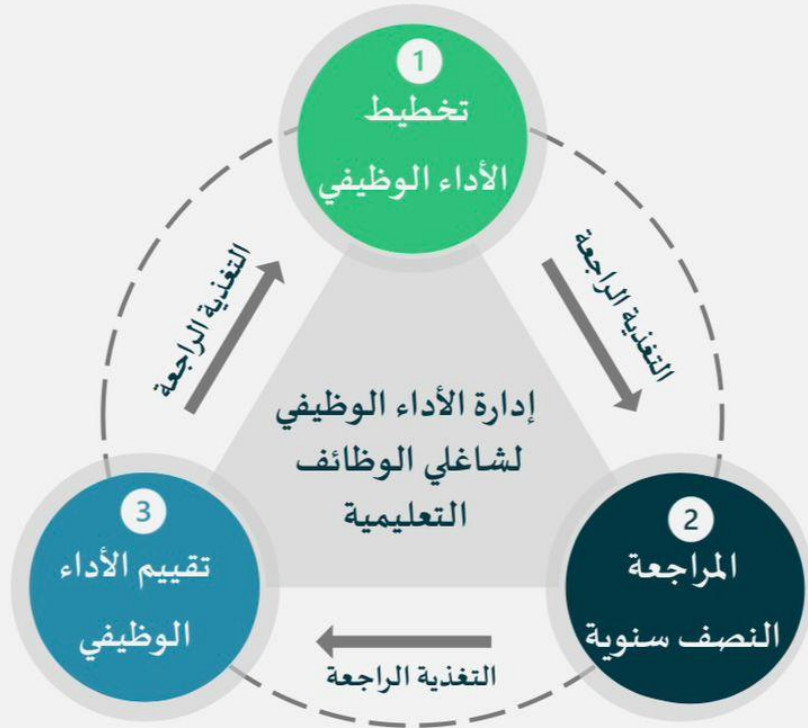 1
تخطيط
الأداء الوظيفي
التغذية الراجعة
التغذية الراجعة
إدارة الأداء الوظيفي
لشاغلي الوظائف
التعليمية
2
المراجعة
النصف سنوية
3
تقييم الأداء
الوظيفي
التغذية الراجعة